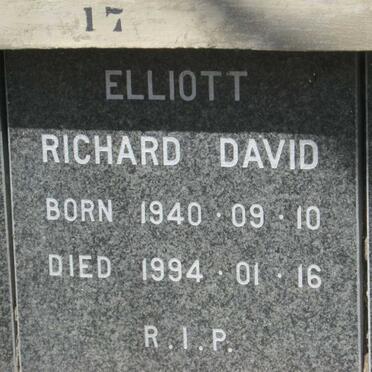 17
ELLIOTT
RICHARD DAVID
BORN 1940·09·10
DIED 1994·01·16
R.I.P.